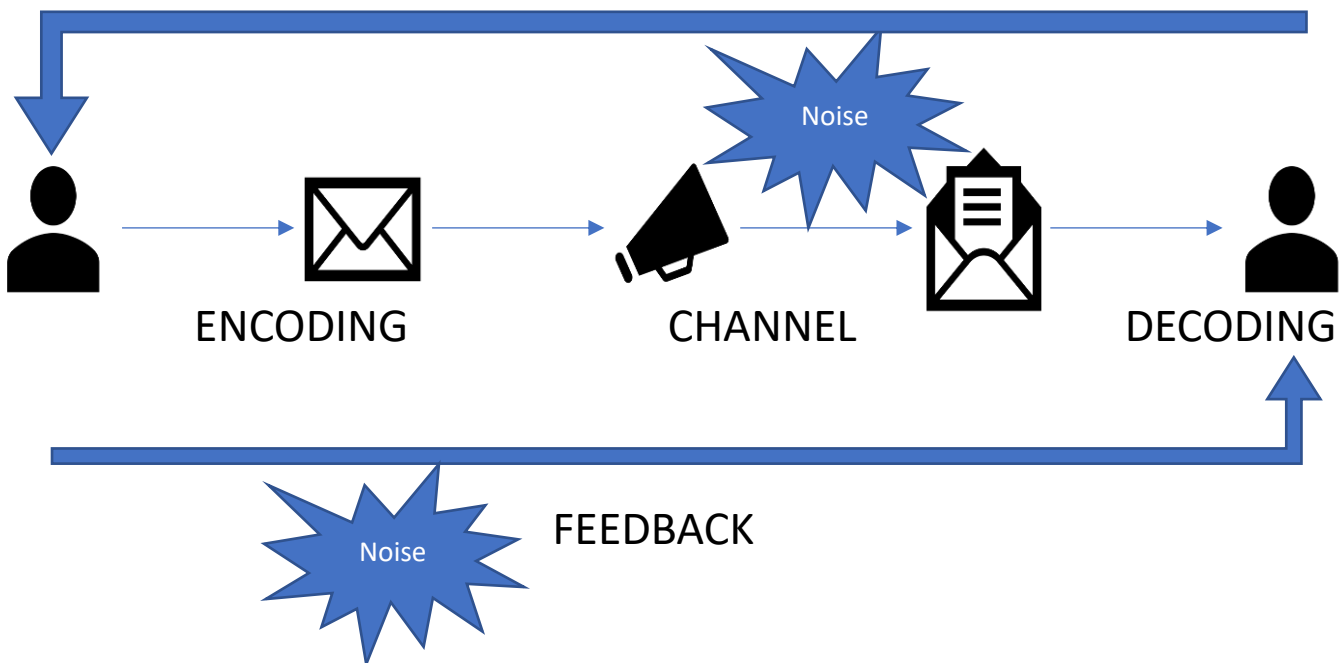 Noise
ENCODING
CHANNEL
DECODING
FEEDBACK
Noise